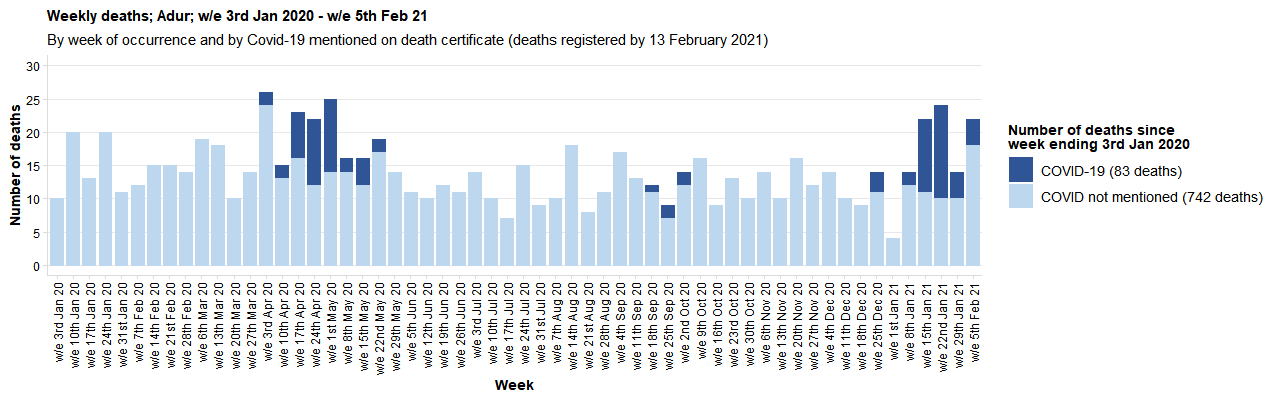 Weekly deaths; Adur; w/e 3rd Jan 2020 - w/e 5th Feb 21
By week of occurrence and by Covid-19 mentioned on death certificate (deaths registered by 13 February 2021)
Number of deaths
30
25
20
15
10
5
0
w/e 3rd Jan 20
w/e 10th Jan 20
w/e 17th Jan 20
w/e 24th Jan 20
w/e 31st Jan 20
w/e 7th Feb 20
w/e 14th Feb 20
w/e 21st Feb 20
w/e 28th Feb 20
w/e 6th Mar 20
w/e 13th Mar 20
w/e 20th Mar 20
w/e 27th Mar 20
w/e 3rd Apr 20
w/e 10th Apr 20
w/e 17th Apr 20
w/e 24th Apr 20
w/e 1st May 20
w/e 8th May 20
w/e 15th May 20
w/e 22nd May 20
w/e 29th May 20
w/e 5th Jun 20
w/e 12th Jun 20
w/e 19th Jun 20
w/e 26th Jun 20
w/e 3rd Jul 20
w/e 10th Jul 20
w/e 17th Jul 20
w/e 24th Jul 20
w/e 31st Jul 20
w/e 7th Aug 20
w/e 14th Aug 20
w/e 21st Aug 20
w/e 28th Aug 20
w/e 4th Sep 20
w/e 11th Sep 20
w/e 18th Sep 20
w/e 25th Sep 20
w/e 2nd Oct 20
w/e 9th Oct 20
w/e 16th Oct 20
w/e 23rd Oct 20
w/e 30th Oct 20
w/e 6th Nov 20
w/e 13th Nov 20
w/e 20th Nov 20
w/e 27th Nov 20
w/e 4th Dec 20
w/e 11th Dec 20
w/e 18th Dec 20
w/e 25th Dec 20
w/e 1st Jan 21
w/e 8th Jan 21
w/e 15th Jan 21
w/e 22nd Jan 21
w/e 29th Jan 21
w/e 5th Feb 21
Week
Number of deaths since
week ending 3rd Jan 2020
COVID-19 (83 deaths)
COVID not mentioned (742 deaths)